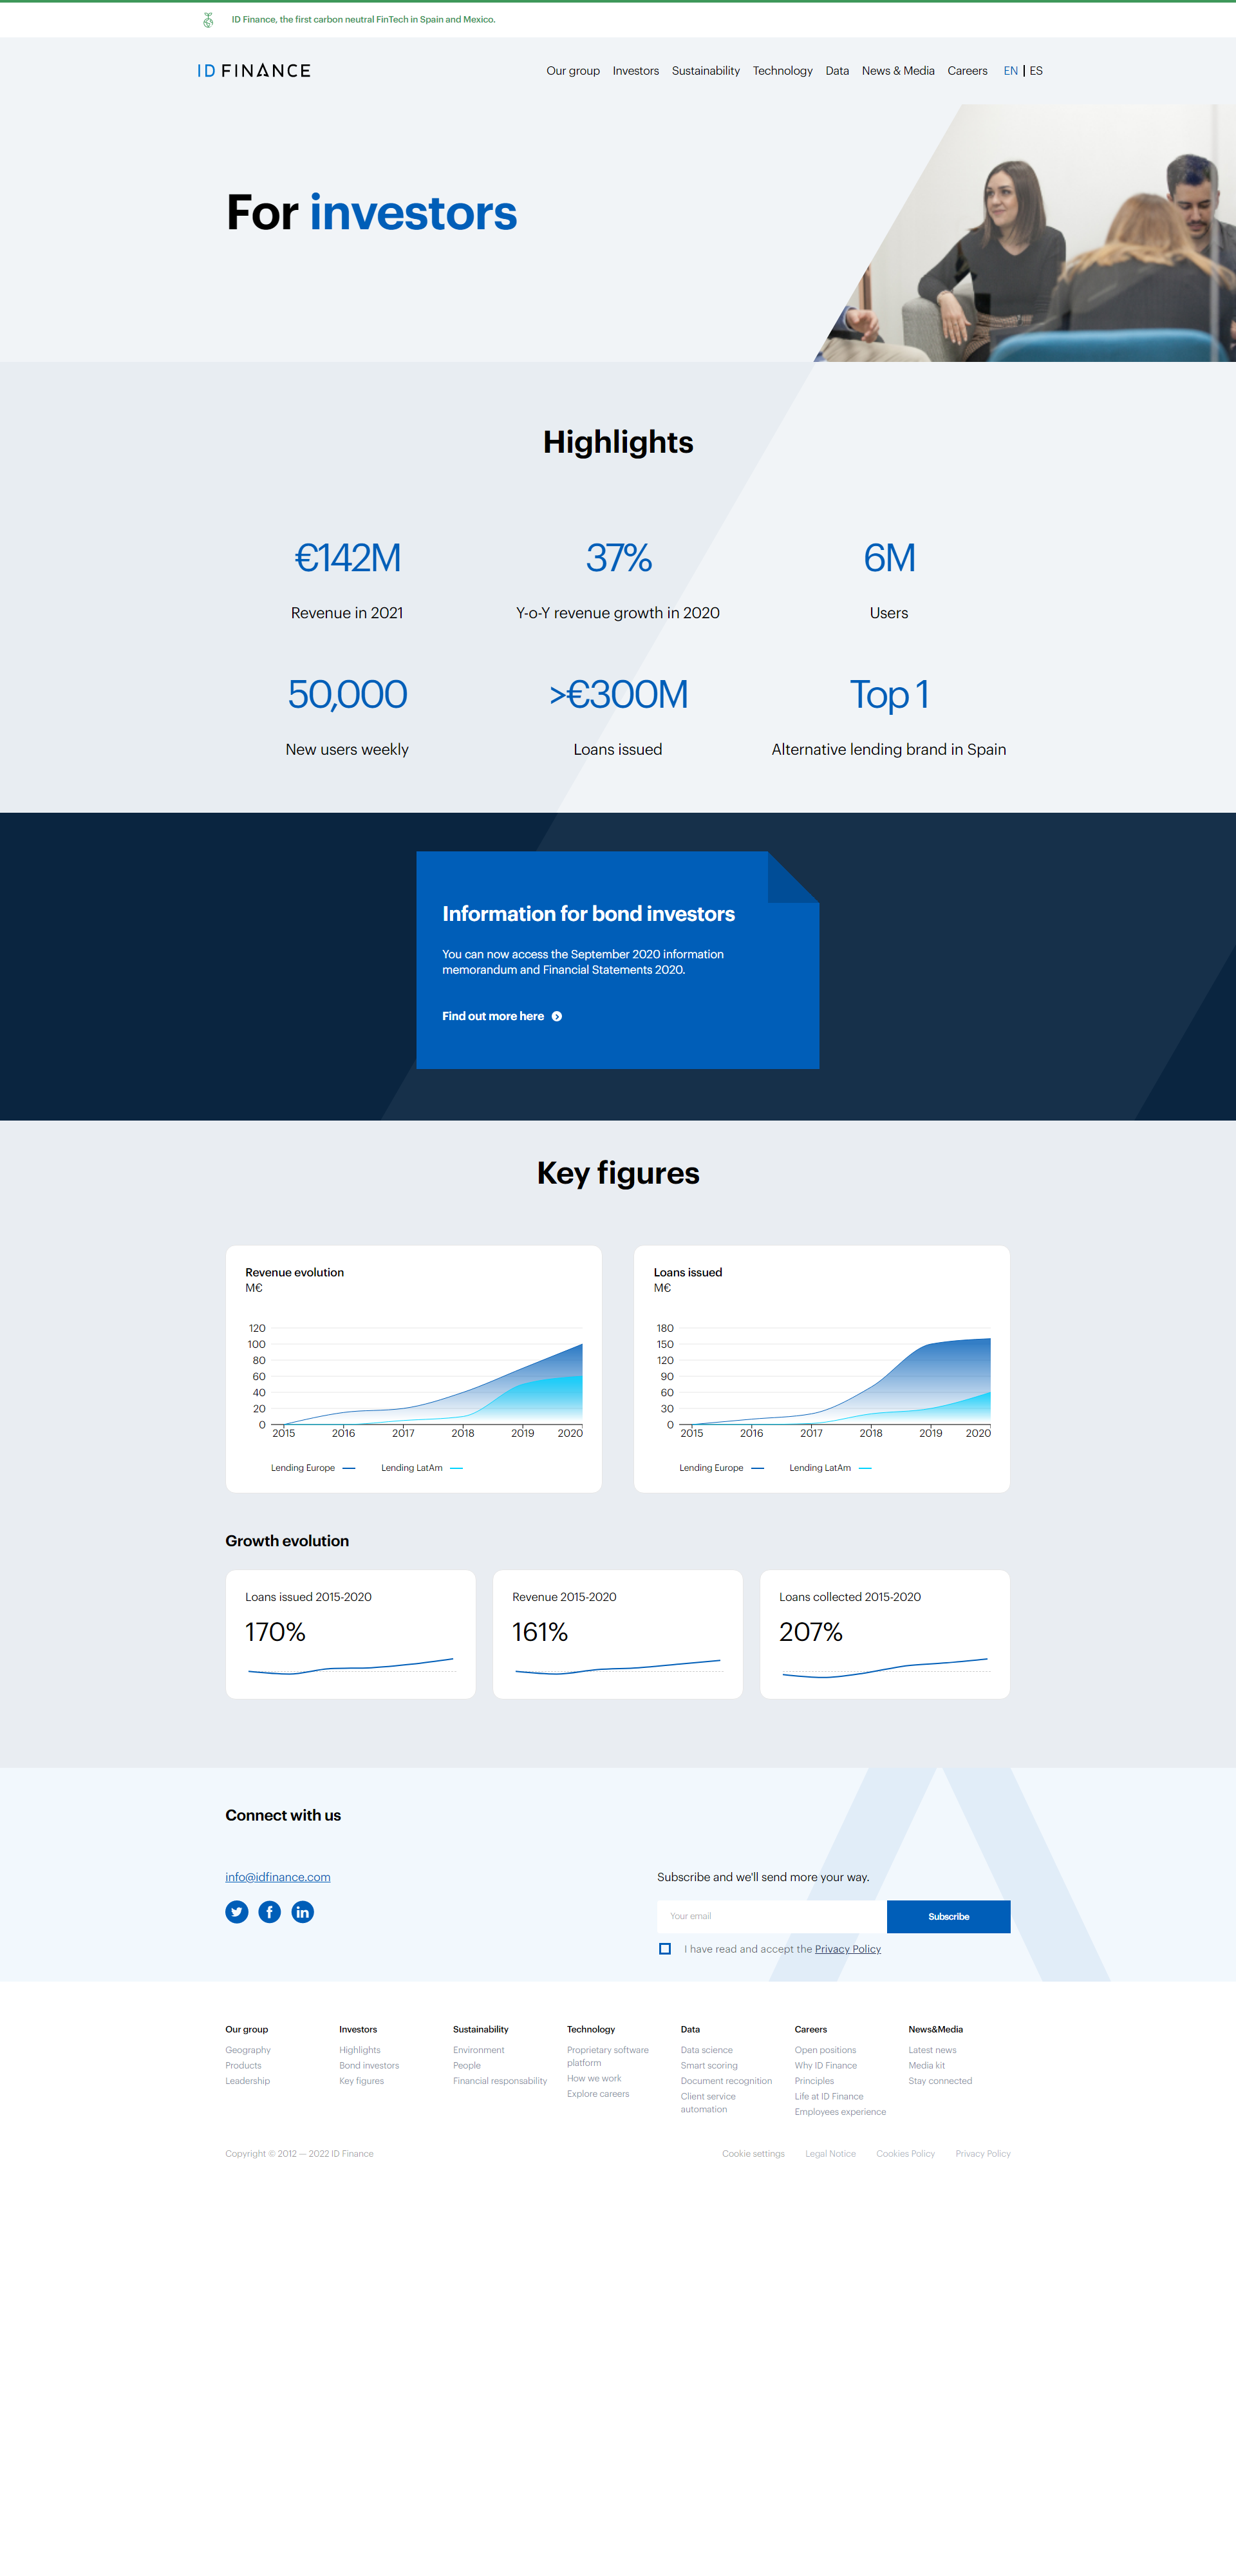 ID Finance, the first carbon neutral FinTech in Spain and Mexico.
ID FINANCE
Our group Investors Sustainability Technology Data News & Media Careers EN | ES
For investors
Highlights
€142M 37% 6M
Revenue in 2021 Y-o-Y revenue growth in 2020 Users
50,000 >€300M Top 1
New users weekly Loans issued Alternative lending brand in Spain
Information for bond investors
You can now access the September 2020 information
memorandum and Financial Statements 2020.
Find out more here
Key figures
Revenue evolution
M€
120
100
80
60
40
20
0
2015 2016 2017 2018 2019 2020
Lending Europe Lending LatAm
Loans issued
M€
180
150
120
90
60
30
0
2015 2016 2017 2018 2019 2020
Lending Europe Lending LatAm
Growth evolution
Loans issued 2015-2020
170%
Revenue 2015-2020
161%
Loans collected 2015-2020
207%
Connect with us
info@idfinance.com
Subscribe and we'll send more your way.
Your email Subscribe
I have read and accept the Privacy Policy
Our group
Geography
Products
Leadership
Investors
Highlights
Bond investors
Key figures
Sustainability
Environment
People
Financial responsability
Technology
Proprietary software
platform
How we work
Explore careers
Data
Data science
Smart scoring
Document recognition
Client service
automation
Careers
Open positions
Why ID Finance
Principles
Life at ID Finance
Employees experience
News&Media
Latest news
Media kit
Stay connected
Copyright © 2012 — 2022 ID Finance
Cookie settings Legal Notice Cookies Policy Privacy Policy